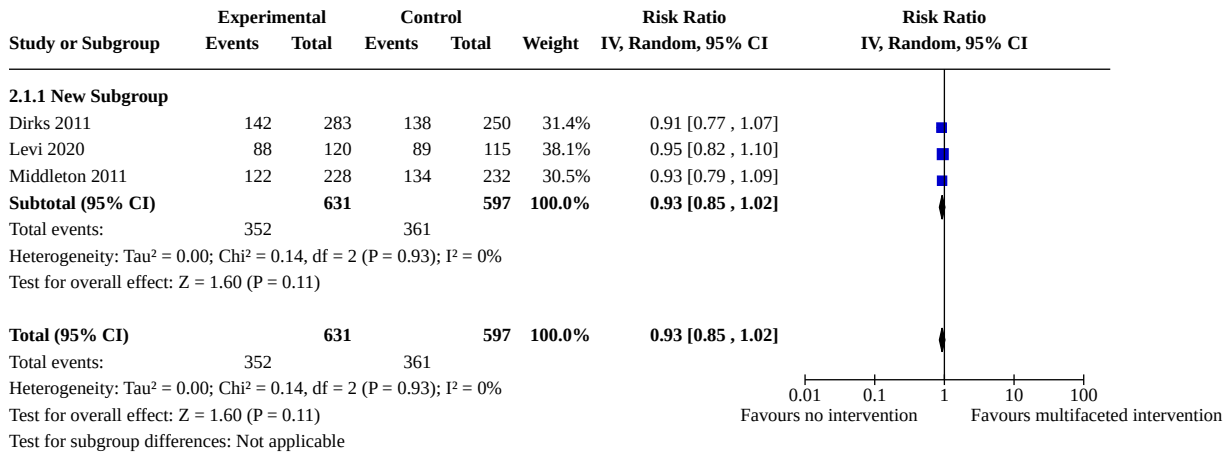 Experimental Control Risk Ratio Risk Ratio
Study or Subgroup Events Total Events Total Weight IV, Random, 95% CI IV, Random, 95% CI
2.1.1 New Subgroup
Dirks 2011 142 283 138 250 31.4% 0.91 [0.77 , 1.07]
Levi 2020 88 120 89 115 38.1% 0.95 [0.82 , 1.10]
Middleton 2011 122 228 134 232 30.5% 0.93 [0.79 , 1.09]
Subtotal (95% CI) 631 597 100.0% 0.93 [0.85 , 1.02]
Total events: 352 361
Heterogeneity: Tau² = 0.00; Chi² = 0.14, df = 2 (P = 0.93); I² = 0%
Test for overall effect: Z = 1.60 (P = 0.11)
Total (95% CI) 631 597 100.0% 0.93 [0.85 , 1.02]
Total events: 352 361
Heterogeneity: Tau² = 0.00; Chi² = 0.14, df = 2 (P = 0.93); I² = 0% 0.01 0.1 1 10 100
Test for overall effect: Z = 1.60 (P = 0.11) Favours no intervention Favours multifaceted intervention
Test for subgroup differences: Not applicable